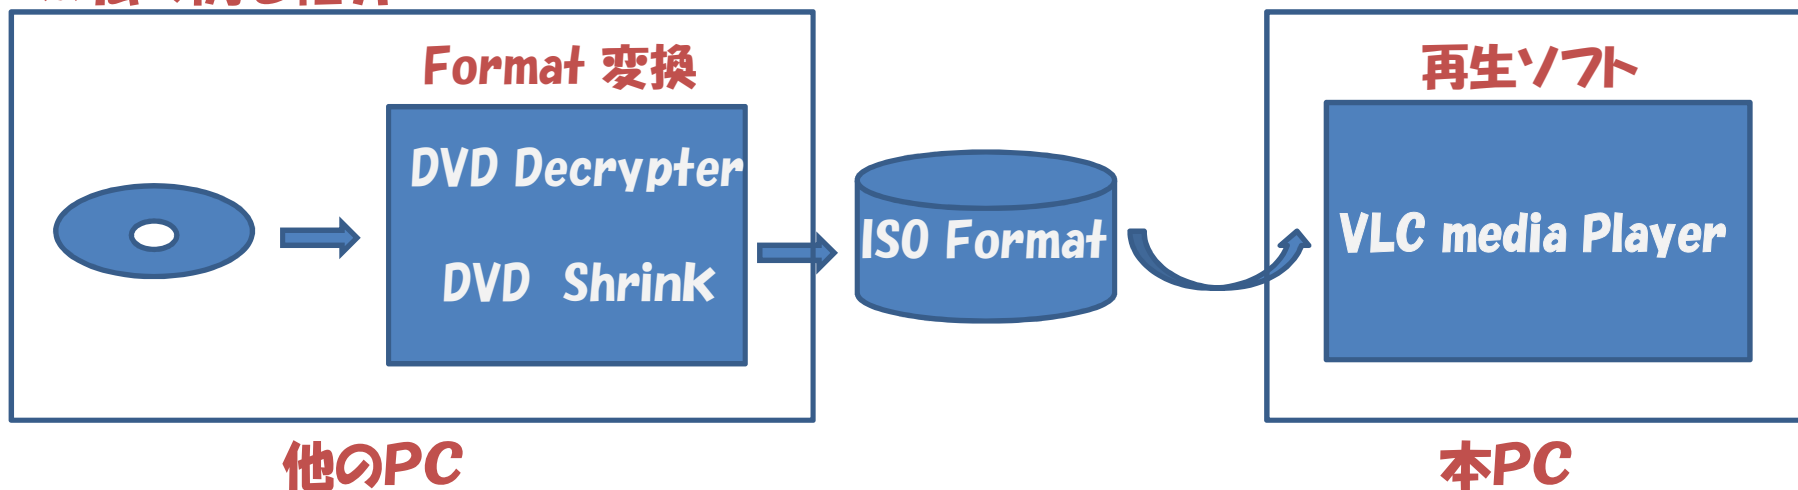 Format 変換
DVD Decrypter
DVD Shrink
ISO Format
再生ソフト
VLC media Player
他のPC
本PC